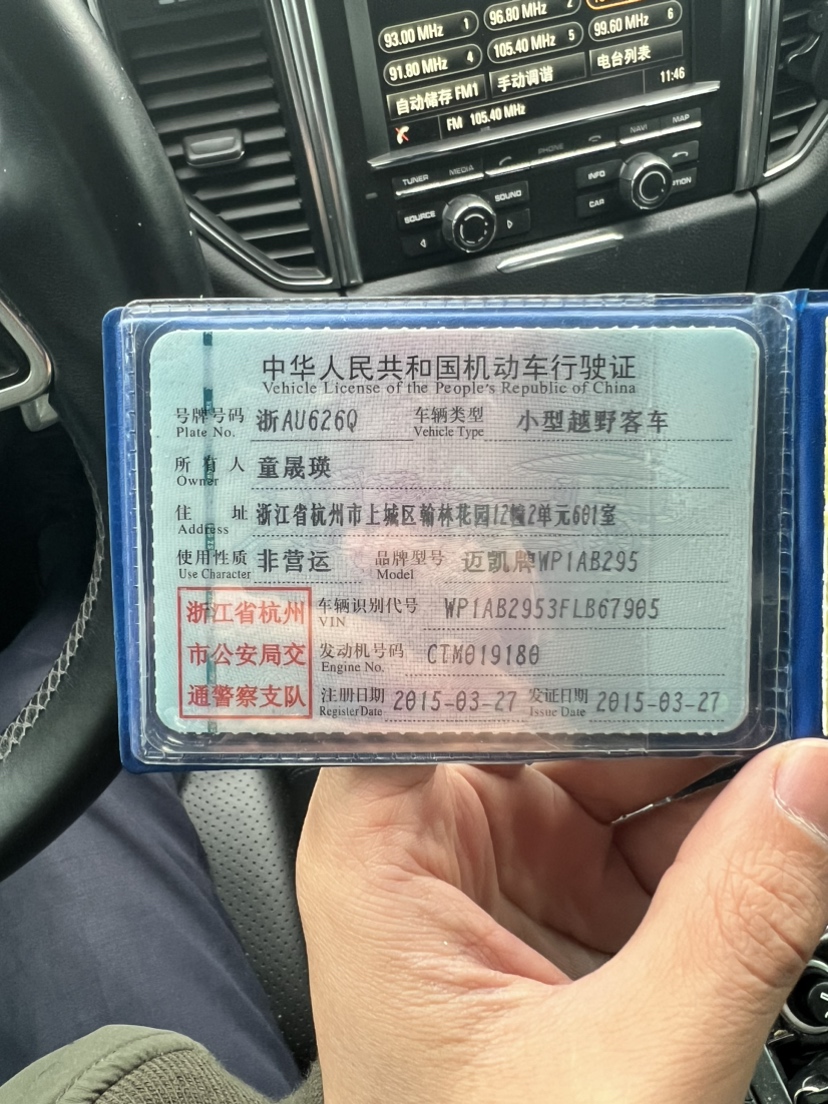 93.00 MHz 1
96.80 MHz 2
91.80 MHz 4
105.40 MHz 5
99.60 MHz 6
自动储存 FM1
手动调谐
电台列表
FM 105.40 MHz
11:46
TUNER
MEDIA
PHONE
NAVI
MAP
SOURCE
SOUND
INFO
CAR
中华人民共和国机动车行驶证
Vehicle License of the People's Republic of China
号牌号码 浙AU626Q 车辆类型 小型越野客车
Plate No. Vehicle Type
所有人 童晟瑛
Owner
住址 浙江省杭州市上城区翰林花园12幢2单元601室
Address
使用性质 非营运 品牌型号 迈凯牌WP1AB295
Use Character Model
浙江省杭州
市公安局交
通警察支队
车辆识别代号 WP1AB2953FLB67905
VIN
发动机号码 CTM019180
Engine No.
注册日期 2015-03-27 发证日期 2015-03-27
Register Date Issue Date